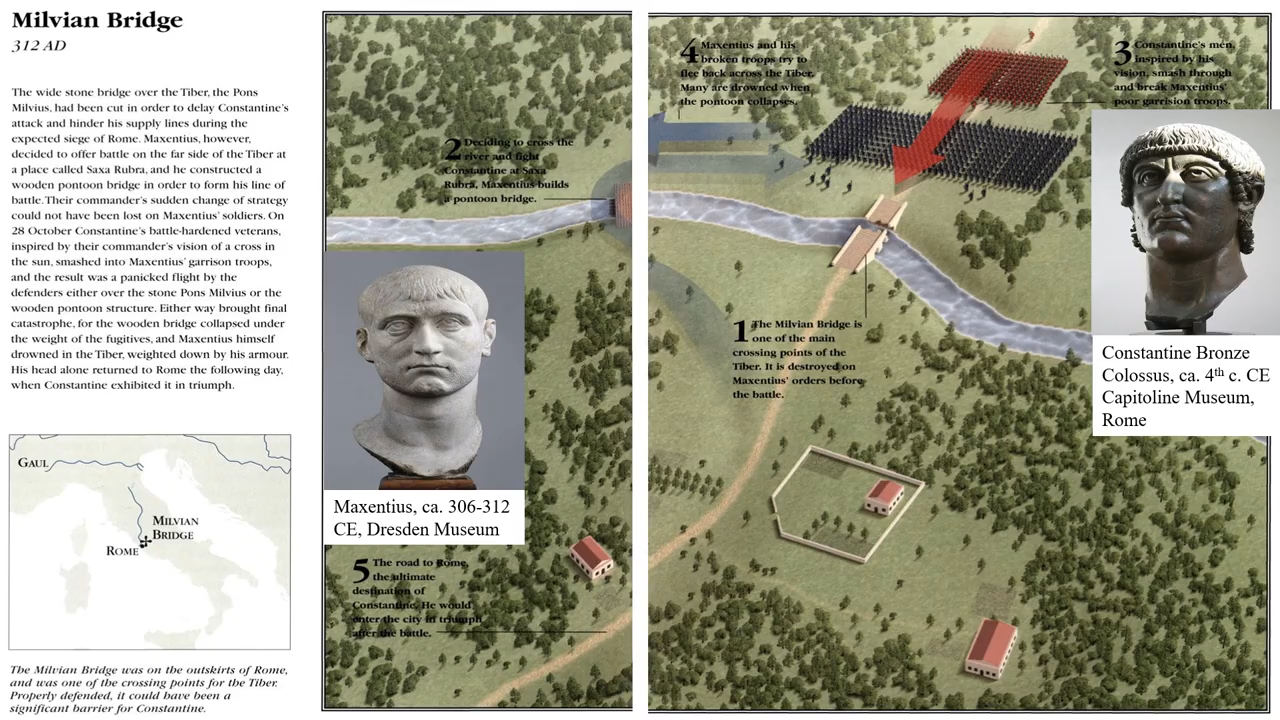 Milvian Bridge
312 AD
The wide stone bridge over the Tiber, the Pons
Milvius, had been cut in order to delay Constantine's
attack and hinder his supply lines during the
expected siege of Rome. Maxentius, however,
decided to offer battle on the far side of the Tiber at
a place called Saxa Rubra, and he constructed a
wooden pontoon bridge in order to form his line of
battle. Their commander's sudden change of strategy
could not have been lost on Maxentius' soldiers. On
28 October Constantine's battle-hardened veterans,
inspired by their commander's vision of a cross in
the sun, smashed into Maxentius' garrison troops,
and the result was a panicked flight by the
defenders either over the stone Pons Milvius or the
wooden pontoon structure. Either way brought final
catastrophe, for the wooden bridge collapsed under
the weight of the fugitives, and Maxentius himself
drowned in the Tiber, weighted down by his armour.
His head alone returned to Rome the following day,
when Constantine exhibited it in triumph.
GAUL
MILVIAN
BRIDGE
ROME
The Milvian Bridge was on the outskirts of Rome,
and was one of the crossing points for the Tiber.
Properly defended, it could have been a
significant barrier for Constantine.
2 Deciding to cross the
river and fight
Constantine at Saxa
Rubra, Maxentius builds
a pontoon bridge.
Maxentius, ca. 306-312
CE, Dresden Museum
5 The road to Rome,
the ultimate
destination of
Constantine. He would
enter the city in triumph
after the battle.
4 Maxentius and his
broken troops try to
flee back across the Tiber.
Many are drowned when
the pontoon collapses.
3 Constantine's men,
inspired by his
vision, smash through
and break Maxentius'
poor garrision troops.
1 The Milvian Bridge is
one of the main
crossing points of the
Tiber. It is destroyed on
Maxentius' orders before
the battle.
Constantine Bronze
Colossus, ca. 4th c. CE
Capitoline Museum,
Rome